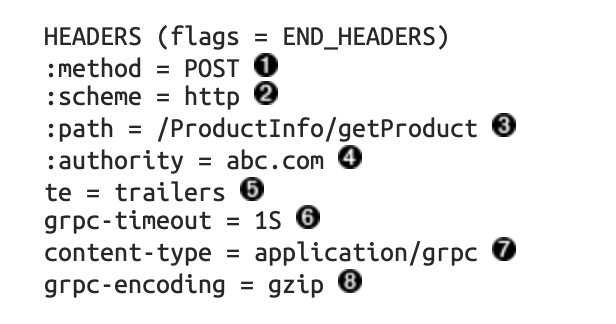 HEADERS (flags = END_HEADERS)
:method = POST ❶
:scheme = http ❷
:path = /ProductInfo/getProduct ❸
:authority = abc.com ❹
te = trailers ❺
grpc-timeout = 1S ❻
content-type = application/grpc ❼
grpc-encoding = gzip ❽